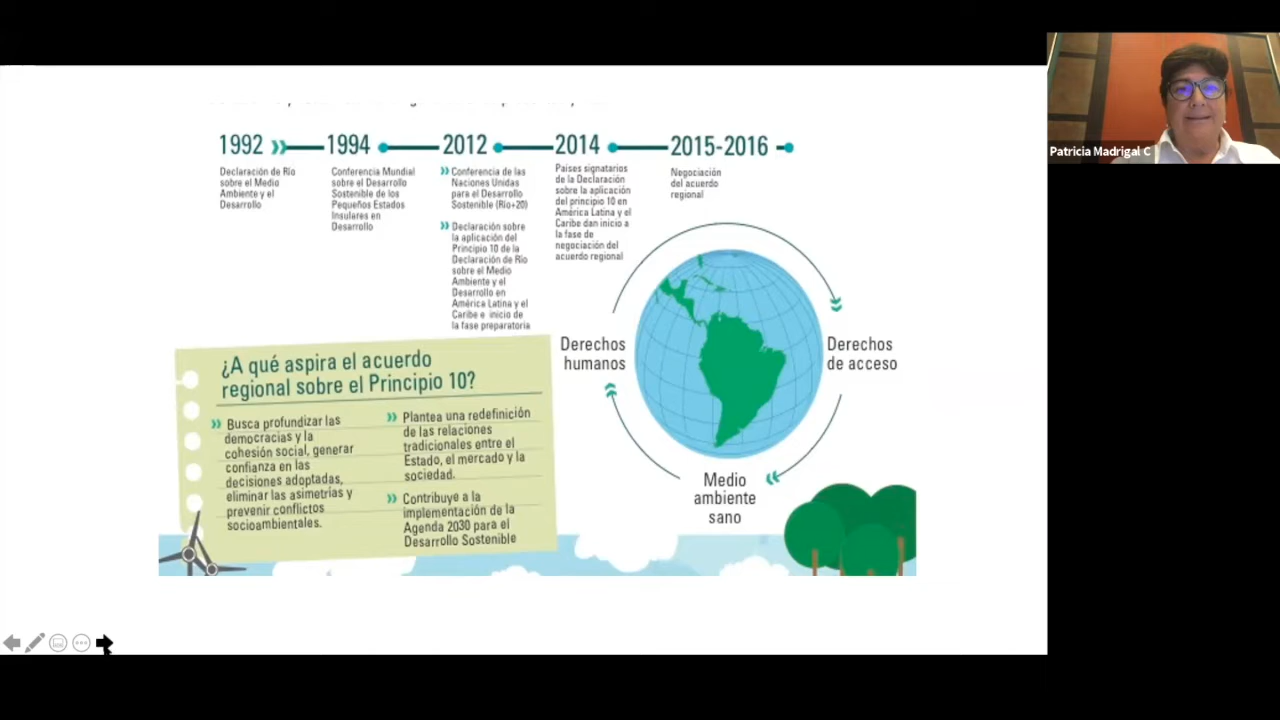 1992
1994
2012
2014
2015-2016
Declaración de Río
sobre el Medio
Ambiente y el
Desarrollo
Conferencia Mundial
sobre el Desarrollo
Sostenible de los
Pequeños Estados
Insulares en
Desarrollo
Conferencia de las
Naciones Unidas
para el Desarrollo
Sostenible (Río+20)
Declaración sobre
la aplicación del
Principio 10 de la
Declaración de Río
sobre el Medio
Ambiente y el
Desarrollo en
América Latina y el
Caribe e inicio de
la fase preparatoria
Países signatarios
de la Declaración
sobre la aplicación
del principio 10 en
América Latina y el
Caribe dan inicio a
la fase de
negociación del
acuerdo regional
Negociación
del acuerdo
regional
Derechos
humanos
Derechos
de acceso
Medio
ambiente
sano
¿A qué aspira el acuerdo
regional sobre el Principio 10?
Busca profundizar las
democracias y la
cohesión social, generar
confianza en las
decisiones adoptadas,
eliminar las asimetrías y
prevenir conflictos
socioambientales.
Plantea una redefinición
de las relaciones
tradicionales entre el
Estado, el mercado y la
sociedad.
Contribuye a la
implementación de la
Agenda 2030 para el
Desarrollo Sostenible
Patricia Madrigal C